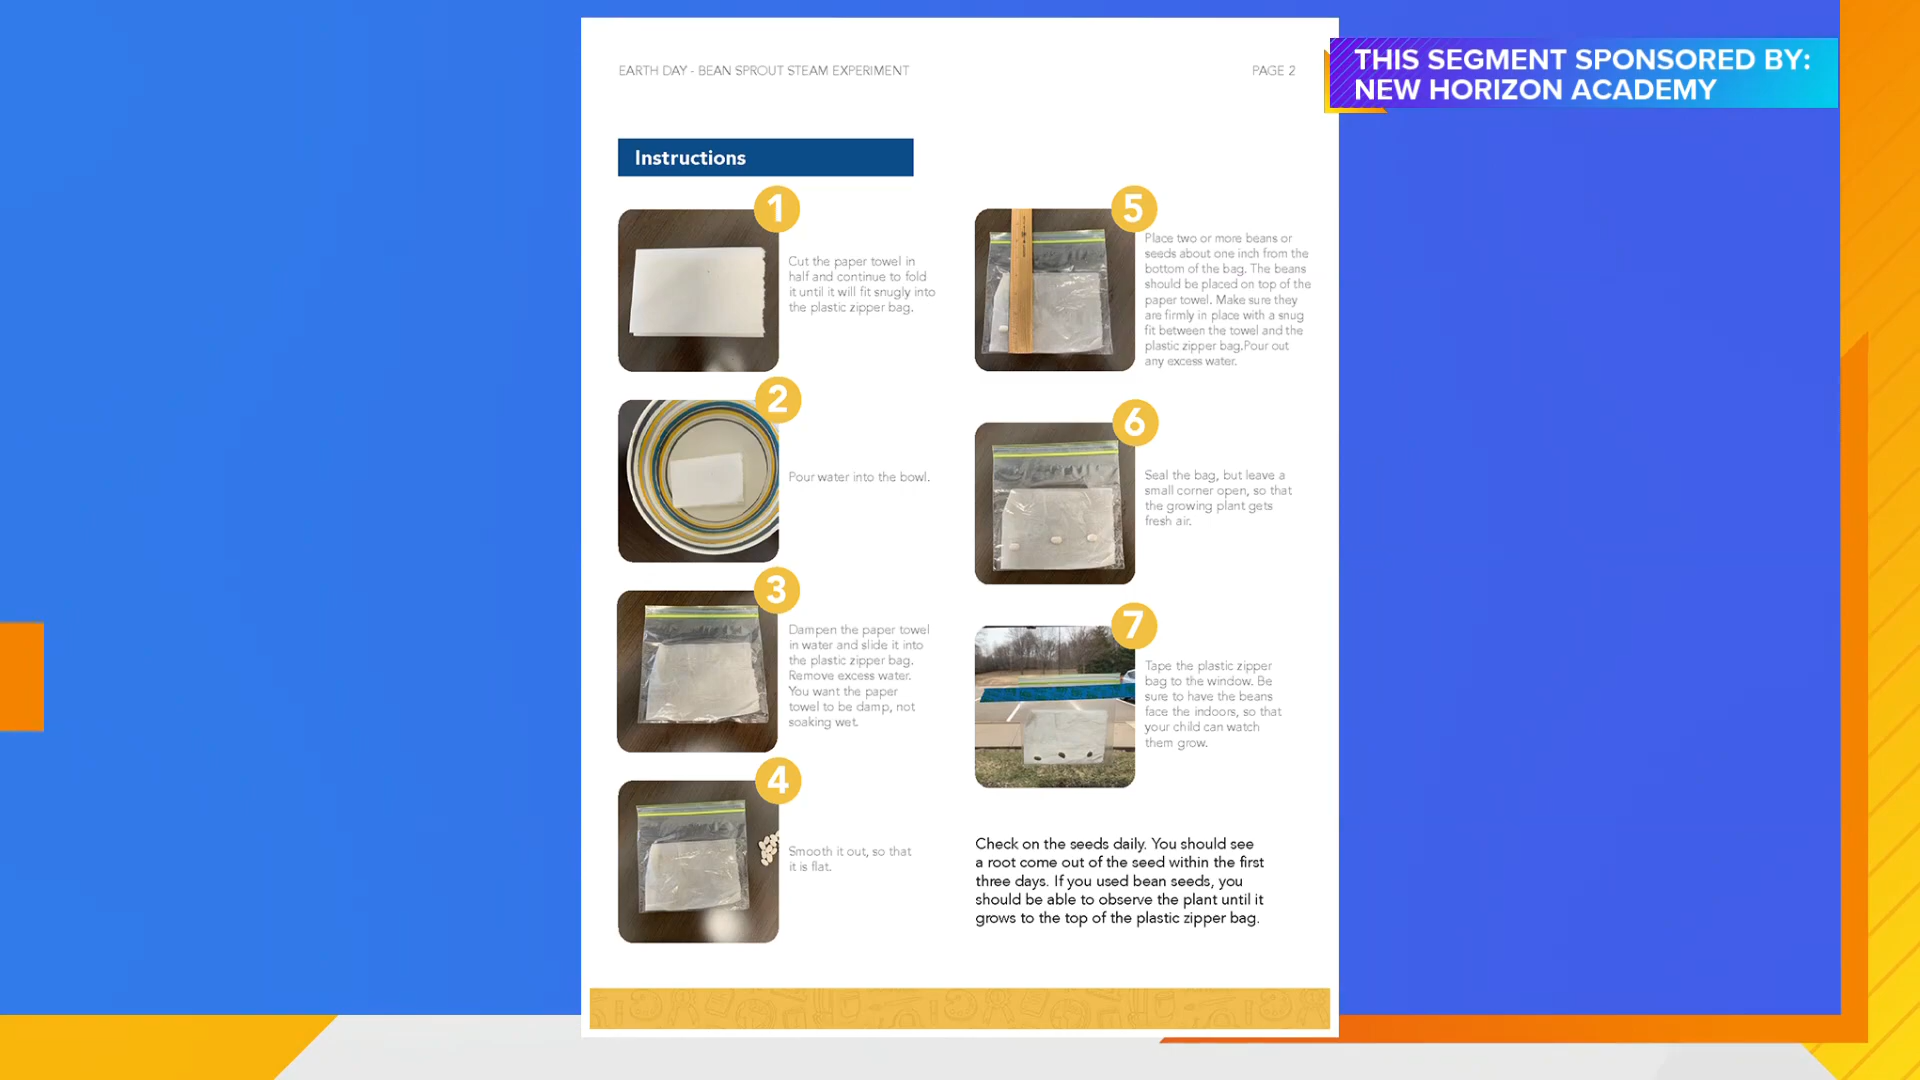 EARTH DAY - BEAN SPROUT STEAM EXPERIMENT
PAGE 2
THIS SEGMENT SPONSORED BY:
NEW HORIZON ACADEMY
Instructions
1
Cut the paper towel in
half and continue to fold
it until it will fit snugly into
the plastic zipper bag.
2
Pour water into the bowl.
3
Dampen the paper towel
in water and slide it into
the plastic zipper bag.
Remove excess water.
You want the paper
towel to be damp, not
soaking wet.
4
Smooth it out, so that
it is flat.
5
Place two or more beans or
seeds about one inch from the
bottom of the bag. The beans
should be placed on top of the
paper towel. Make sure they
are firmly in place with a snug
fit between the towel and the
plastic zipper bag.Pour out
any excess water.
6
Seal the bag, but leave a
small corner open, so that
the growing plant gets
fresh air.
7
Tape the plastic zipper
bag to the window. Be
sure to have the beans
face the indoors, so that
your child can watch
them grow.
Check on the seeds daily. You should see
a root come out of the seed within the first
three days. If you used bean seeds, you
should be able to observe the plant until it
grows to the top of the plastic zipper bag.